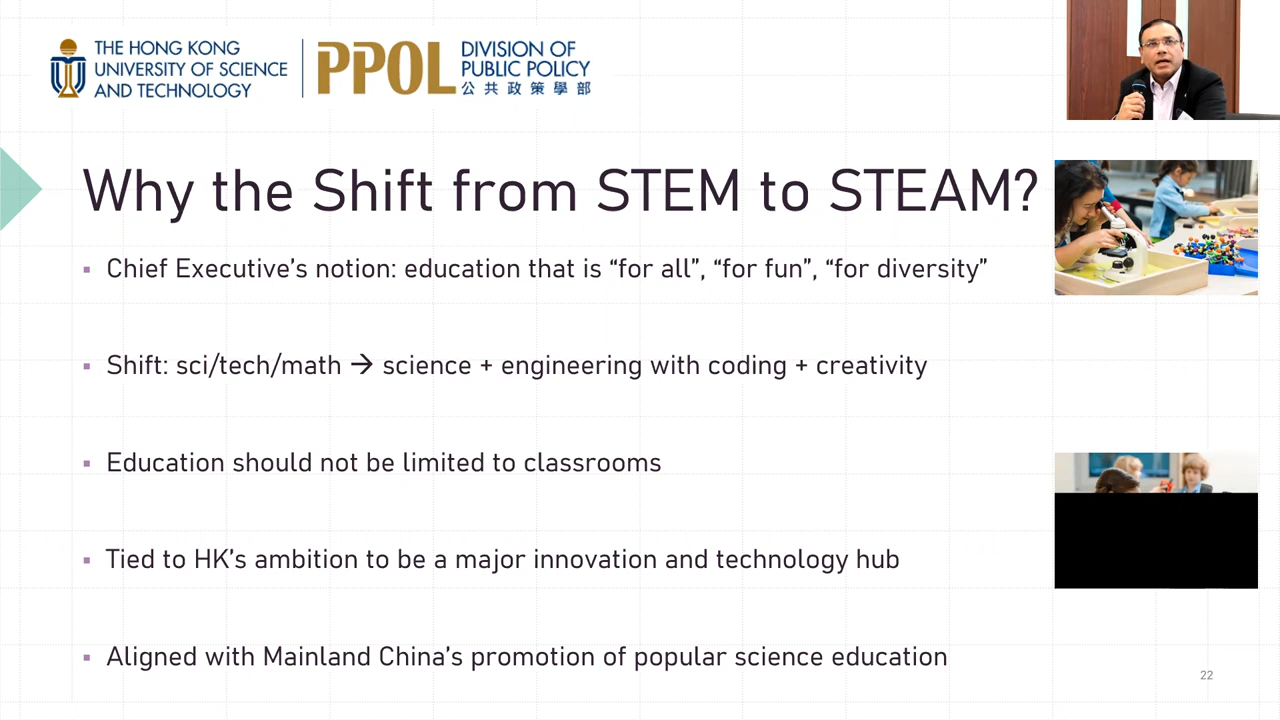 THE HONG KONG
UNIVERSITY OF SCIENCE
AND TECHNOLOGY
PPOL
DIVISION OF
PUBLIC POLICY
公共政策學部
Why the Shift from STEM to STEAM?
▪ Chief Executive’s notion: education that is “for all”, “for fun”, “for diversity”
▪ Shift: sci/tech/math → science + engineering with coding + creativity
▪ Education should not be limited to classrooms
▪ Tied to HK’s ambition to be a major innovation and technology hub
▪ Aligned with Mainland China’s promotion of popular science education
22